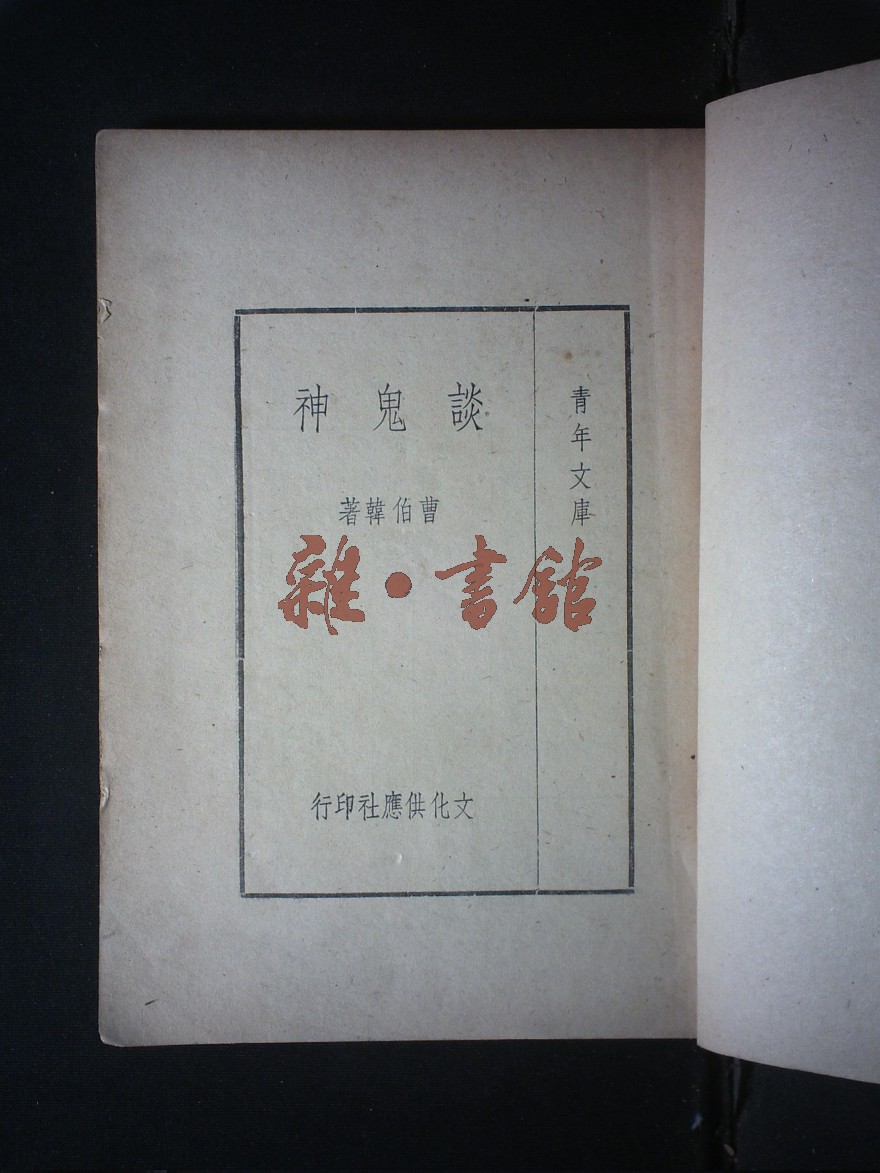 青年文庫
談鬼神
曹伯韓著
雜·書館
文化供應社印行